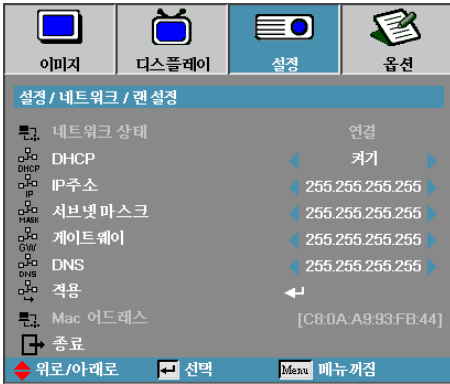 이미지 디스플레이 설정 옵션
설정 / 네트워크 / 랜 설정
네트워크 상태 연결
DHCP DHCP 켜기
IP IP주소 255.255.255.255
MASK 서브넷 마스크 255.255.255.255
GW 게이트웨이 255.255.255.255
DNS DNS 255.255.255.255
적용
Mac 어드레스 [C8:0A:A9:93:FB:44]
종료
위로/아래로 선택 Menu 메뉴꺼짐